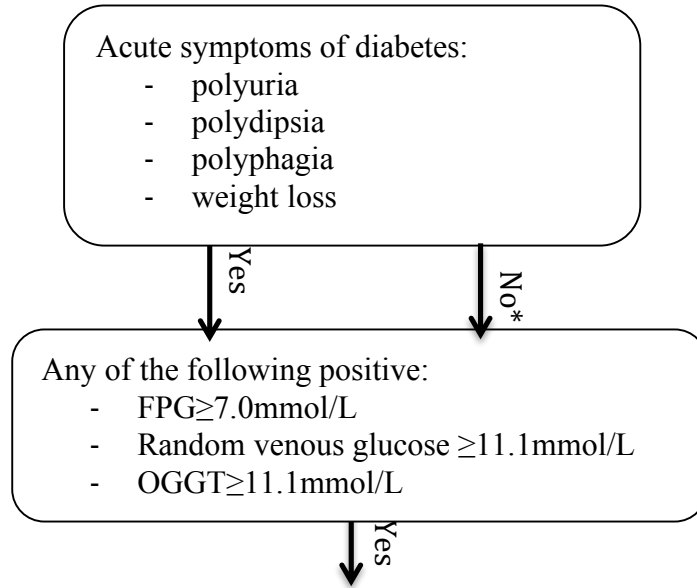 Acute symptoms of diabetes:
- polyuria
- polydipsia
- polyphagia
- weight loss
Yes
No*
Any of the following positive:
- FPG≥7.0mmol/L
- Random venous glucose ≥11.1mmol/L
- OGGT≥11.1mmol/L
Yes